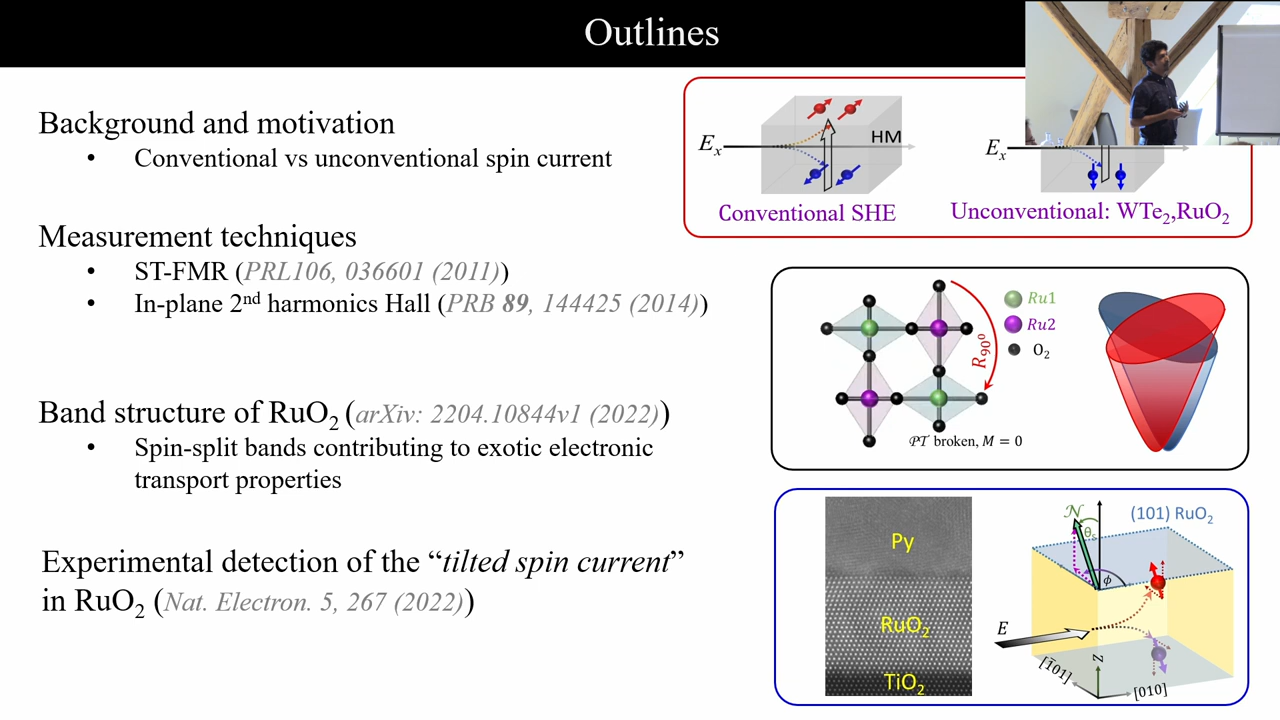 Outlines
Background and motivation
• Conventional vs unconventional spin current
Measurement techniques
• ST-FMR (PRL106, 036601 (2011))
• In-plane 2nd harmonics Hall (PRB 89, 144425 (2014))
Band structure of RuO2 (arXiv: 2204.10844v1 (2022))
• Spin-split bands contributing to exotic electronic
transport properties
Experimental detection of the “tilted spin current”
in RuO2 (Nat. Electron. 5, 267 (2022))
Ex
HM
Conventional SHE
Ex
Unconventional: WTe2,RuO2
Ru1
Ru2
O2
R90⁰
𝒫𝒯 broken, M = 0
Py
RuO2
TiO2
𝒩
θs
(101) RuO2
ϕ
E
Z
[1̄01]
[010]